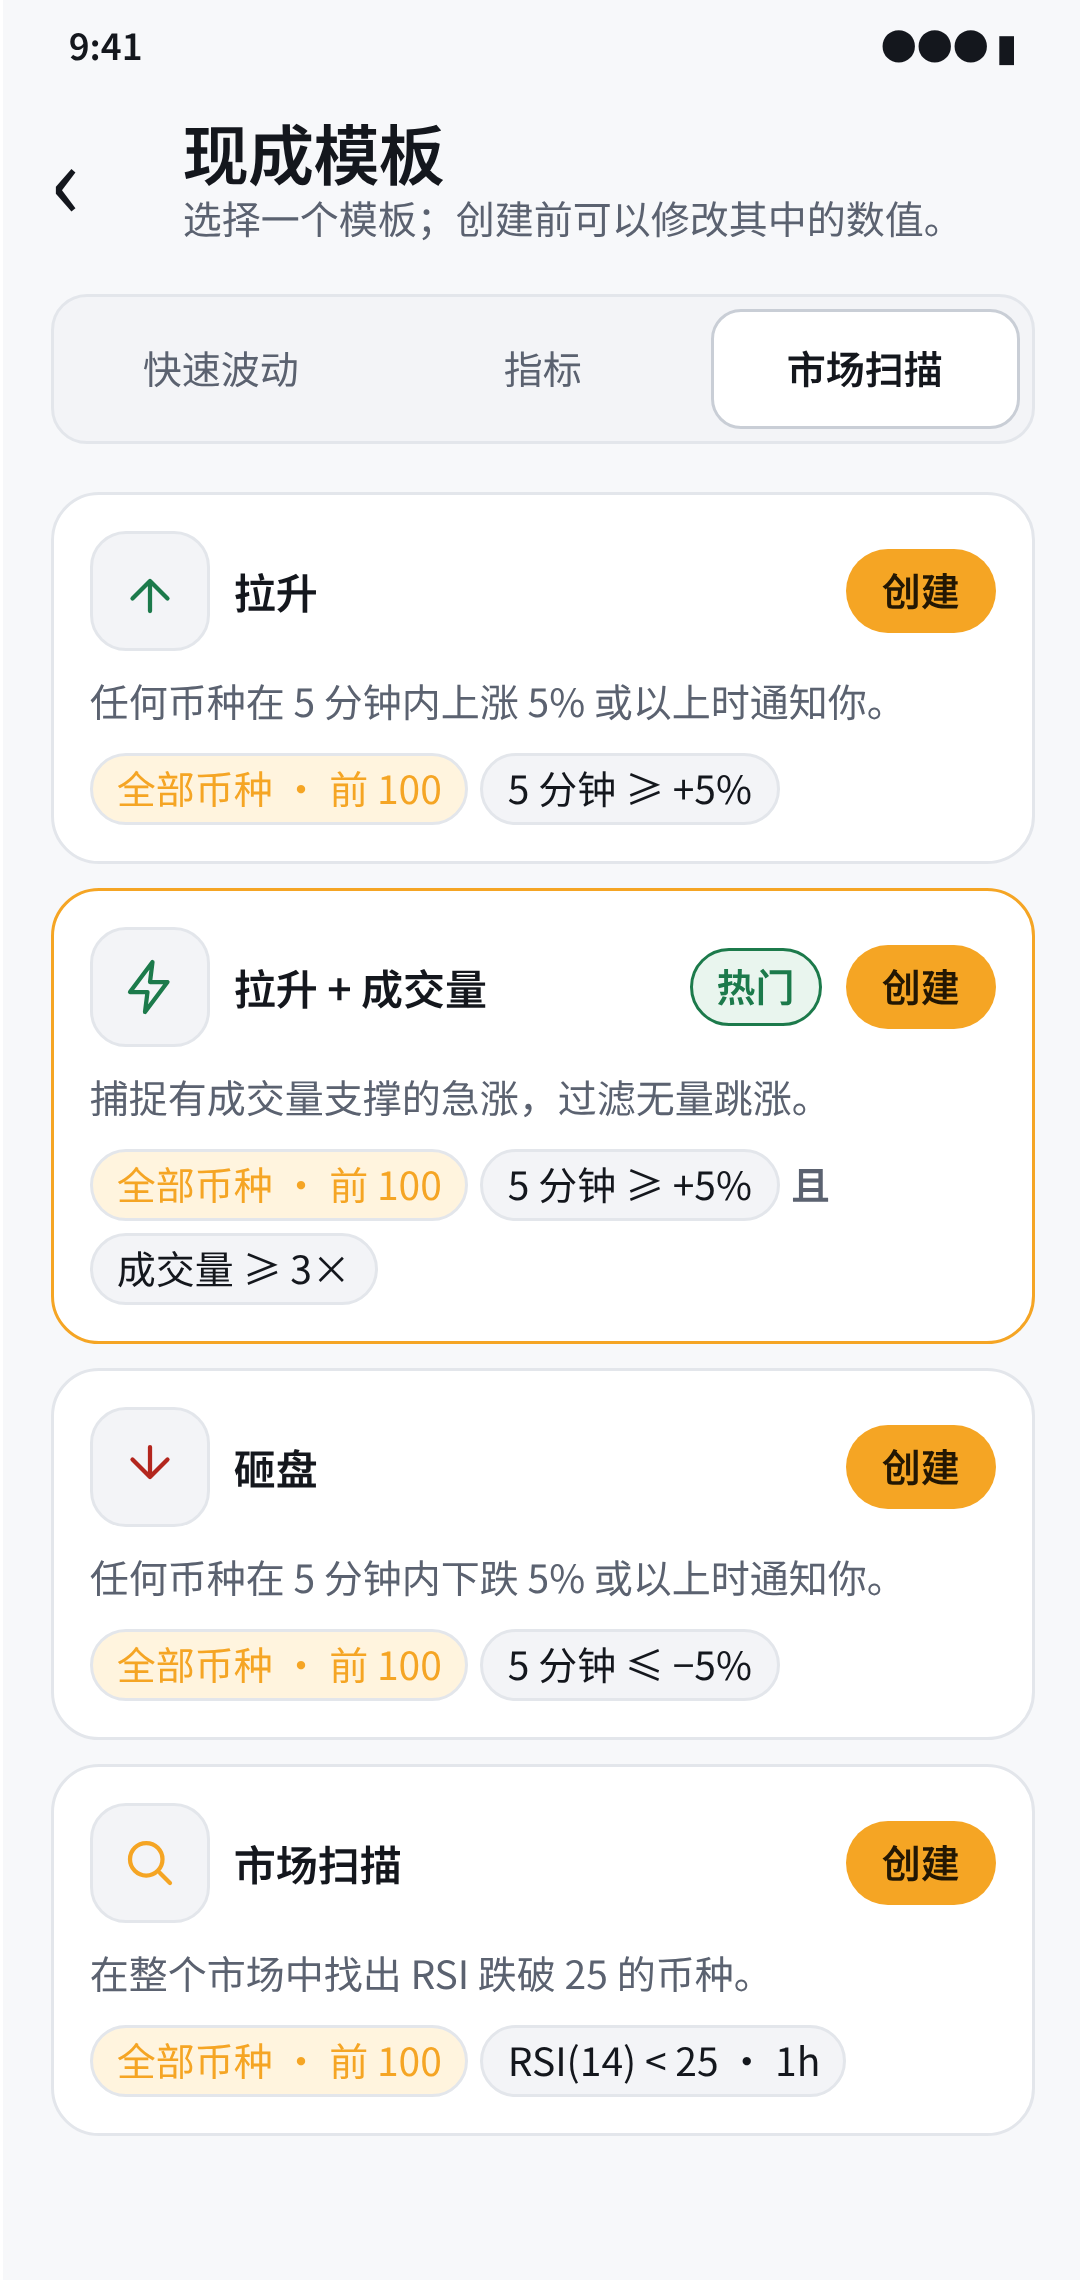 9:41
现成模板
选择一个模板；创建前可以修改其中的数值。
快速波动 指标 市场扫描
拉升 创建
任何币种在 5 分钟内上涨 5% 或以上时通知你。
全部币种 · 前 100 5 分钟 ≥ +5%
拉升 + 成交量 热门 创建
捕捉有成交量支撑的急涨，过滤无量跳涨。
全部币种 · 前 100 5 分钟 ≥ +5% 且
成交量 ≥ 3×
砸盘 创建
任何币种在 5 分钟内下跌 5% 或以上时通知你。
全部币种 · 前 100 5 分钟 ≤ −5%
市场扫描 创建
在整个市场中找出 RSI 跌破 25 的币种。
全部币种 · 前 100 RSI(14) < 25 · 1h